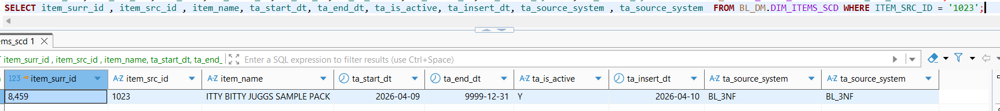 SELECT item_surr_id , item_src_id , item_name, ta_start_dt, ta_end_dt, ta_is_active, ta_insert_dt, ta_source_system , ta_source_system  FROM BL_DM.DIM_ITEMS_SCD WHERE ITEM_SRC_ID = '1023';
ms_scd 1
item_surr_id , item_src_id , item_name, ta_start_dt, ta_end_ Enter a SQL expression to filter results (use Ctrl+Space)
123 item_surr_id A-Z item_src_id A-Z item_name ta_start_dt ta_end_dt A-Z ta_is_active ta_insert_dt A-Z ta_source_system A-Z ta_source_system
8,459 1023 ITTY BITTY JUGGS SAMPLE PACK 2026-04-09 9999-12-31 Y 2026-04-10 BL_3NF BL_3NF